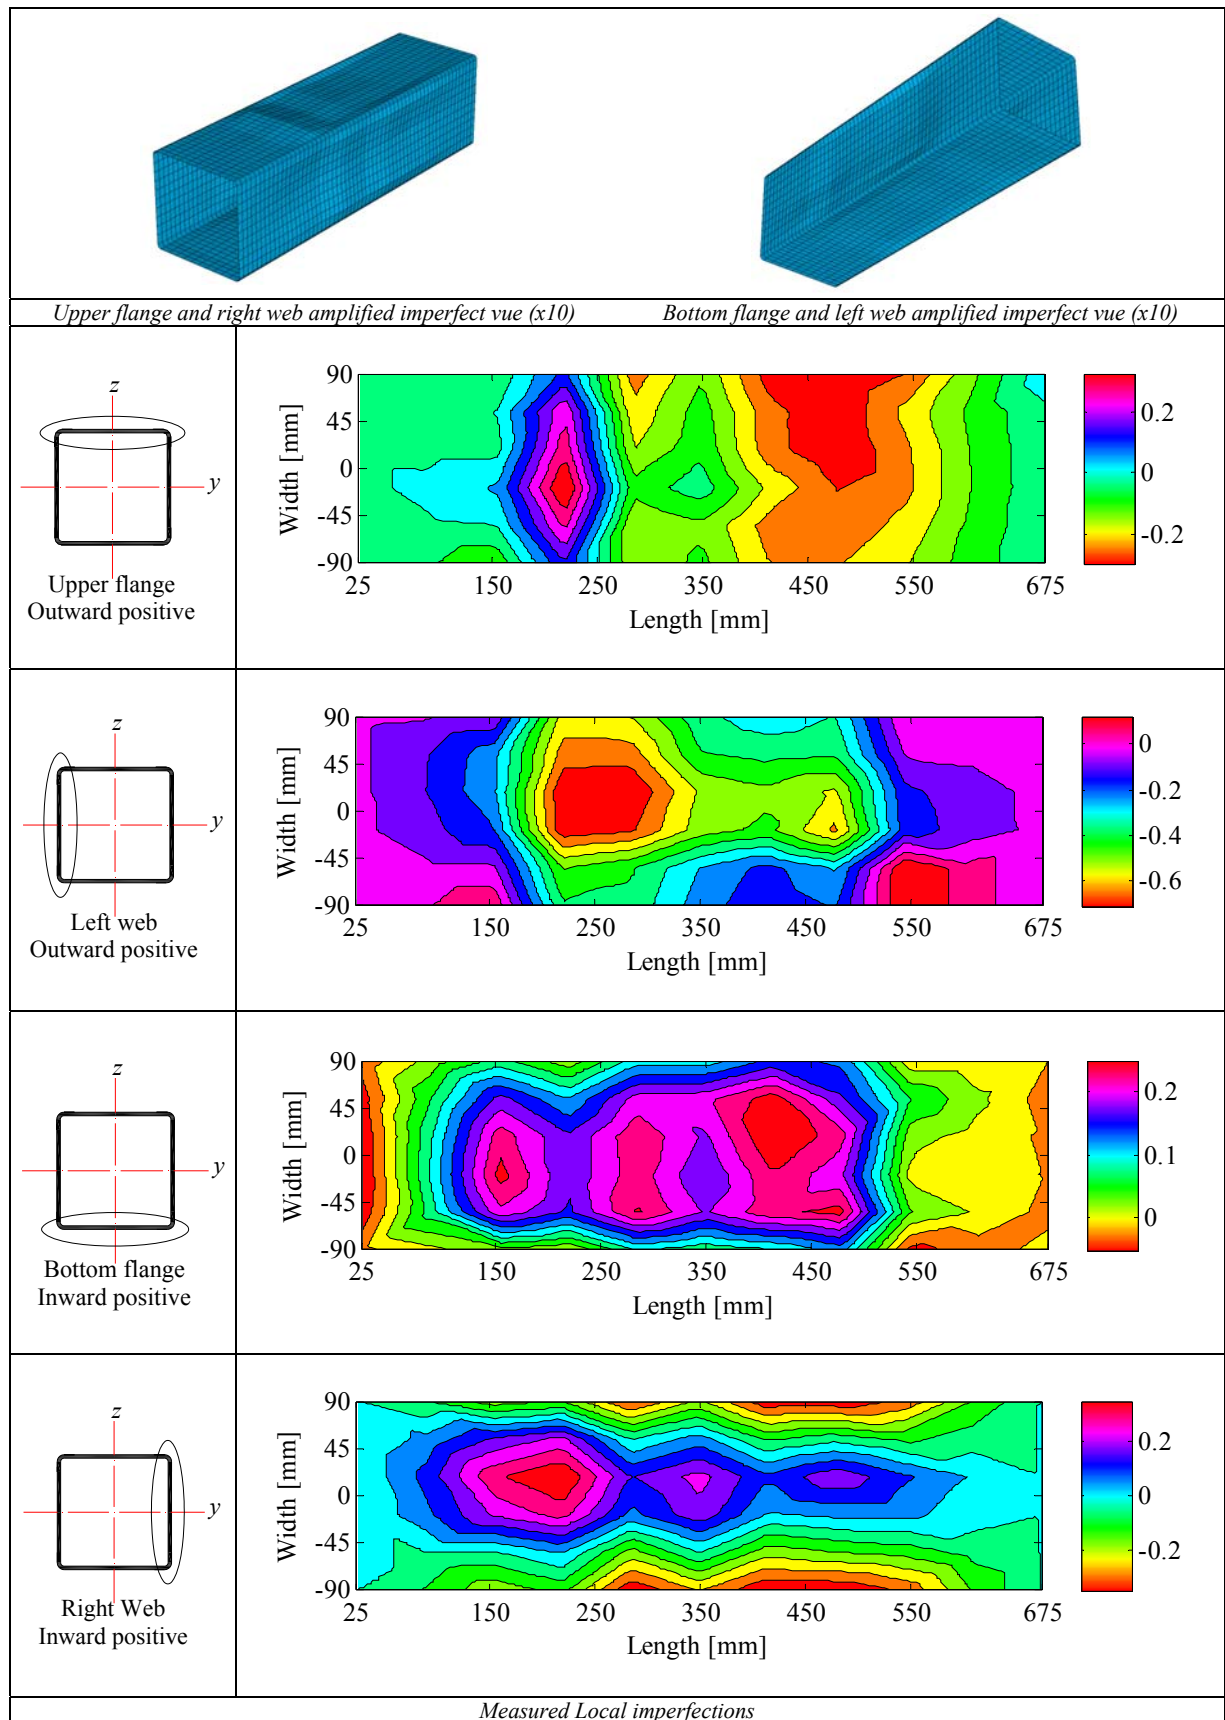 Upper flange and right web amplified imperfect vue (x10)
Bottom flange and left web amplified imperfect vue (x10)
z
y
Upper flange
Outward positive
Width [mm]
90
45
0
-45
-90
25 150 250 350 450 550 675
Length [mm]
0.2
0
-0.2
z
y
Left web
Outward positive
Width [mm]
90
45
0
-45
-90
25 150 250 350 450 550 675
Length [mm]
0
-0.2
-0.4
-0.6
z
y
Bottom flange
Inward positive
Width [mm]
90
45
0
-45
-90
25 150 250 350 450 550 675
Length [mm]
0.2
0.1
0
z
y
Right Web
Inward positive
Width [mm]
90
45
0
-45
-90
25 150 250 350 450 550 675
Length [mm]
0.2
0
-0.2
Measured Local imperfections